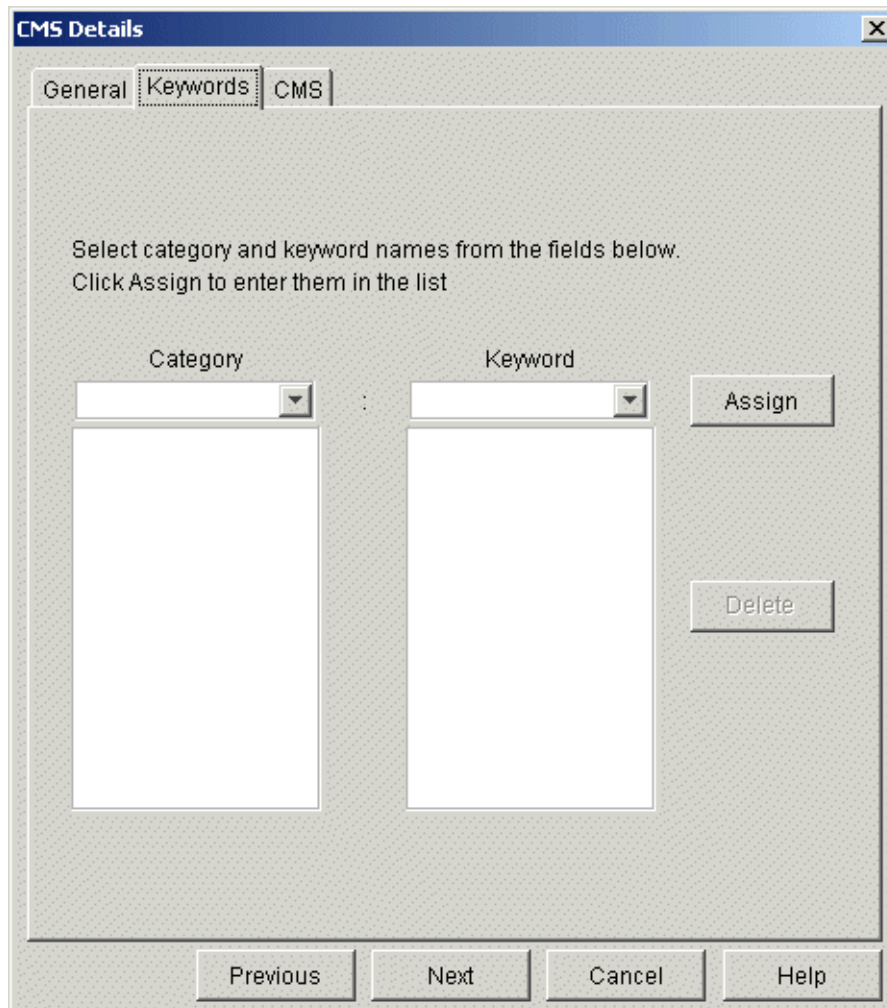 CMS Details
General Keywords CMS
Select category and keyword names from the fields below.
Click Assign to enter them in the list
Category Keyword
: Assign
Delete
Previous Next Cancel Help